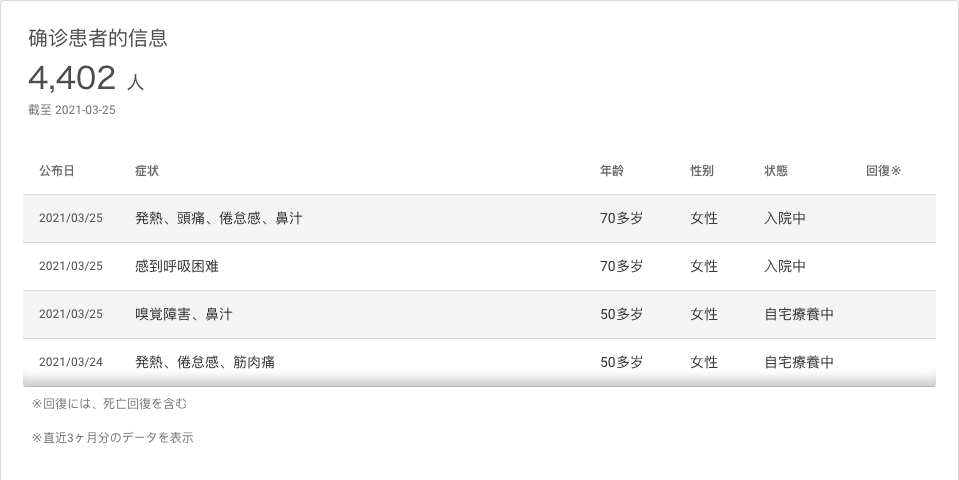 确诊患者的信息
4,402 人
截至 2021-03-25
公布日 症状 年齢 性别 状態 回復※
2021/03/25 発熱、頭痛、倦怠感、鼻汁 70多岁 女性 入院中
2021/03/25 感到呼吸困难 70多岁 女性 入院中
2021/03/25 嗅覚障害、鼻汁 50多岁 女性 自宅療養中
2021/03/24 発熱、倦怠感、筋肉痛 50多岁 女性 自宅療養中
※回復には、死亡回復を含む
※直近3ヶ月分のデータを表示